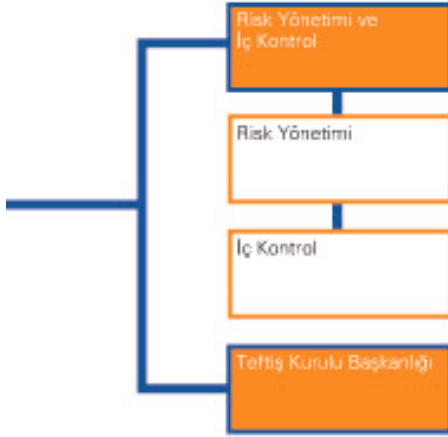 Risk Yönetimi ve
İç Kontrol
Risk Yönetimi
İç Kontrol
Teftiş Kurulu Başkanlığı